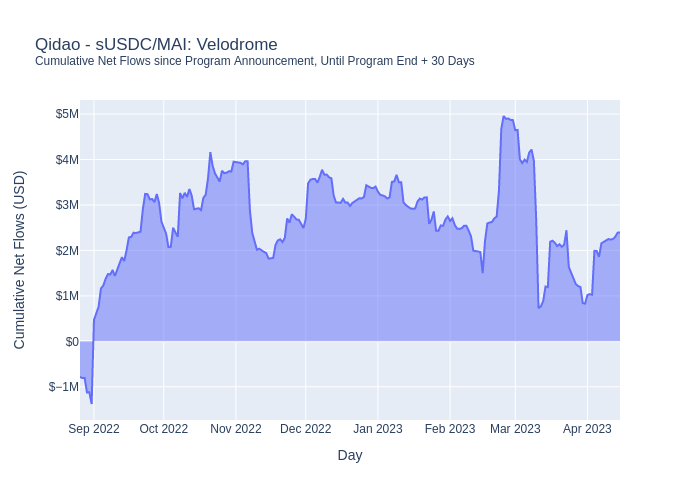 Qidao - sUSDC/MAI: Velodrome
Cumulative Net Flows since Program Announcement, Until Program End + 30 Days
Cumulative Net Flows (USD)
$5M
$4M
$3M
$2M
$1M
$0
$−1M
Sep 2022
Oct 2022
Nov 2022
Dec 2022
Jan 2023
Feb 2023
Mar 2023
Apr 2023
Day